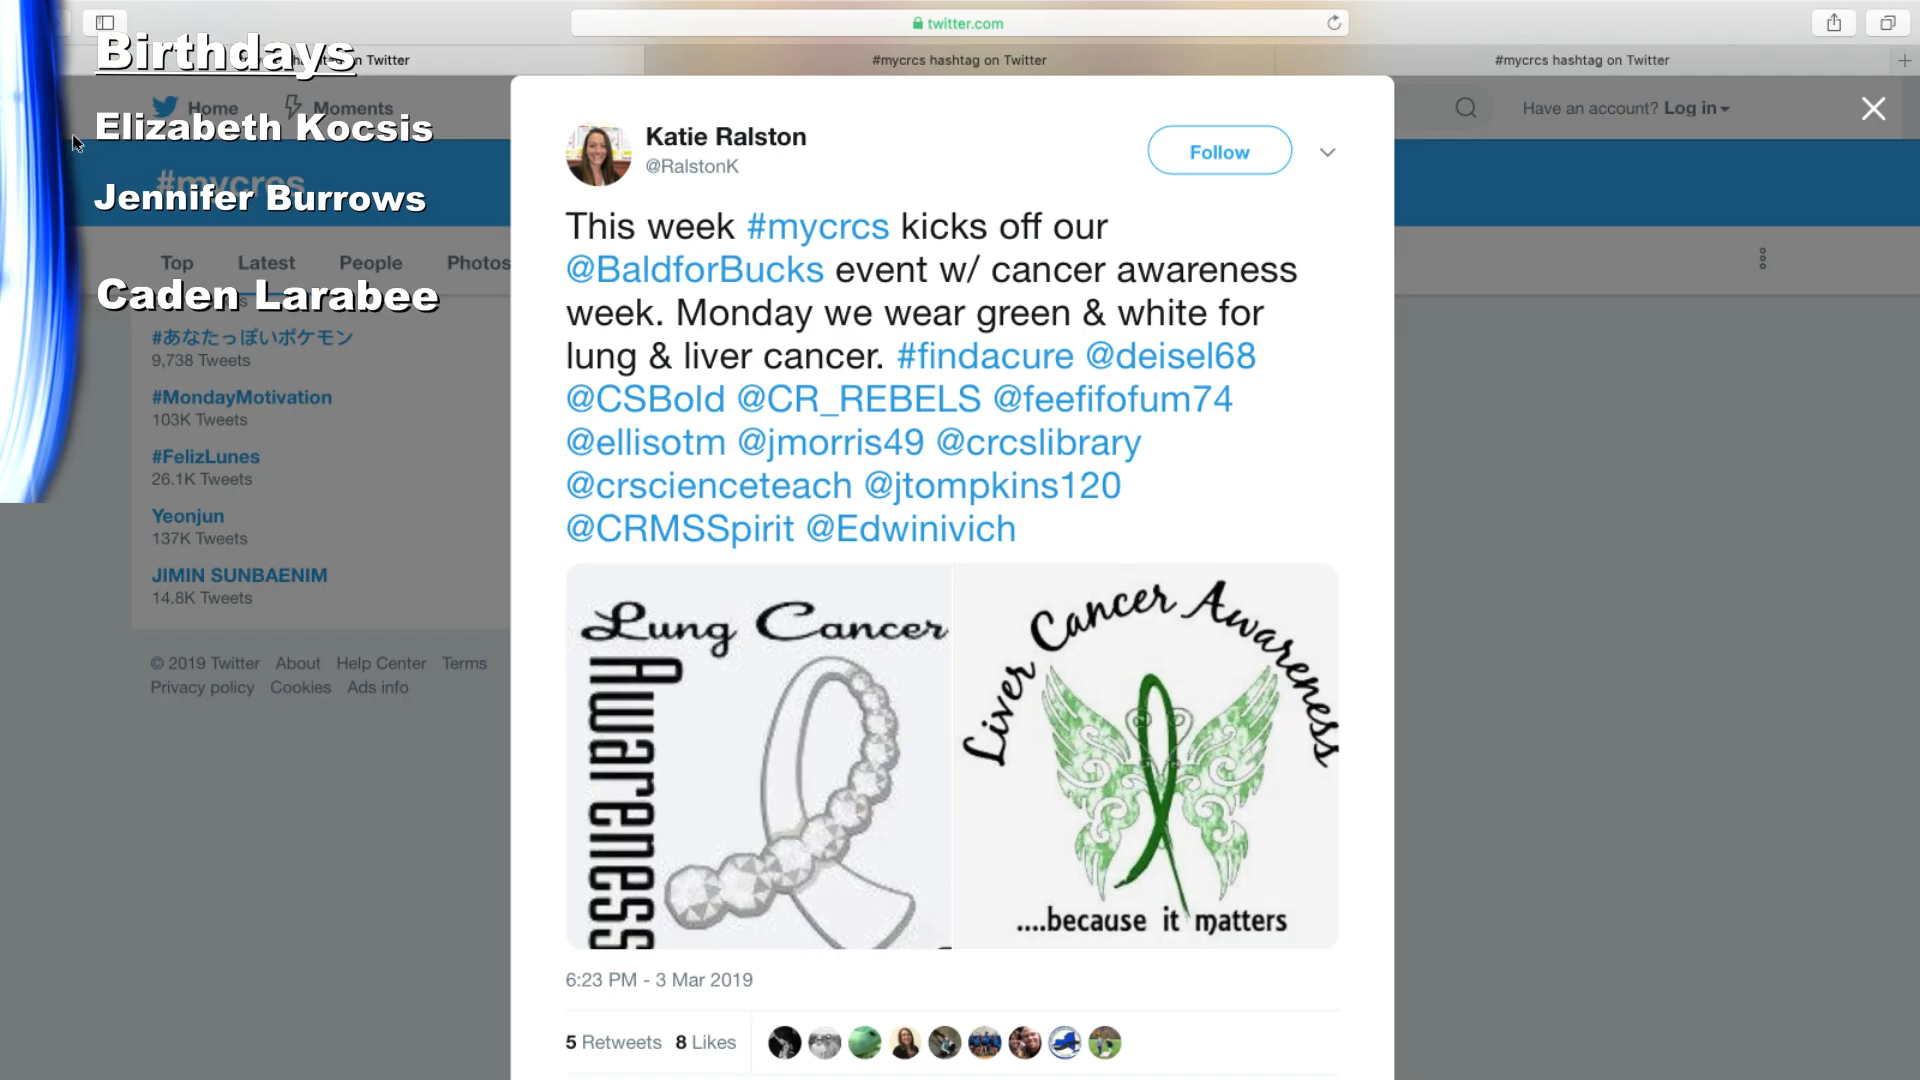 twitter.com
n Twitter
#mycrcs hashtag on Twitter
#mycrcs hashtag on Twitter
Birthdays
Elizabeth Kocsis
Jennifer Burrows
Caden Larabee
Home
Moments
Have an account? Log in
#mycrcs
Top
Latest
People
Photos
#あなたっぽいポケモン
9,738 Tweets
#MondayMotivation
103K Tweets
#FelizLunes
26.1K Tweets
Yeonjun
137K Tweets
JIMIN SUNBAENIM
14.8K Tweets
© 2019 Twitter About Help Center Terms
Privacy policy Cookies Ads info
Katie Ralston
@RalstonK
Follow
This week #mycrcs kicks off our
@BaldforBucks event w/ cancer awareness
week. Monday we wear green & white for
lung & liver cancer. #findacure @deisel68
@CSBold @CR_REBELS @feefifofum74
@ellisotm @jmorris49 @crcslibrary
@crscienceteach @jtompkins120
@CRMSSpirit @Edwinivich
Lung Cancer
Awareness
Liver Cancer Awareness
....because it matters
6:23 PM - 3 Mar 2019
5 Retweets 8 Likes